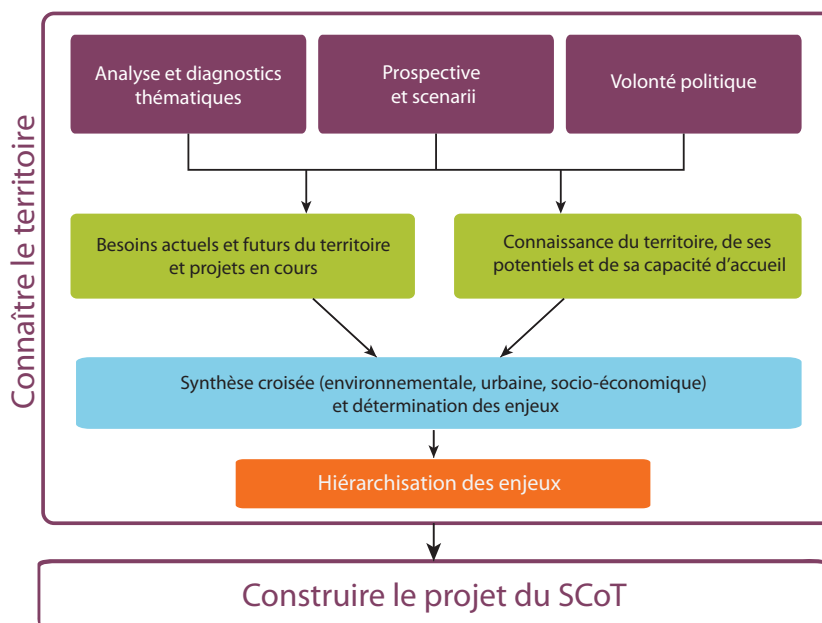 Connaître le territoire
Analyse et diagnostics
thématiques
Prospective
et scenarii
Volonté politique
Besoins actuels et futurs du territoire
et projets en cours
Connaissance du territoire, de ses
potentiels et de sa capacité d'accueil
Synthèse croisée (environnementale, urbaine, socio-économique)
et détermination des enjeux
Hiérarchisation des enjeux
Construire le projet du SCoT